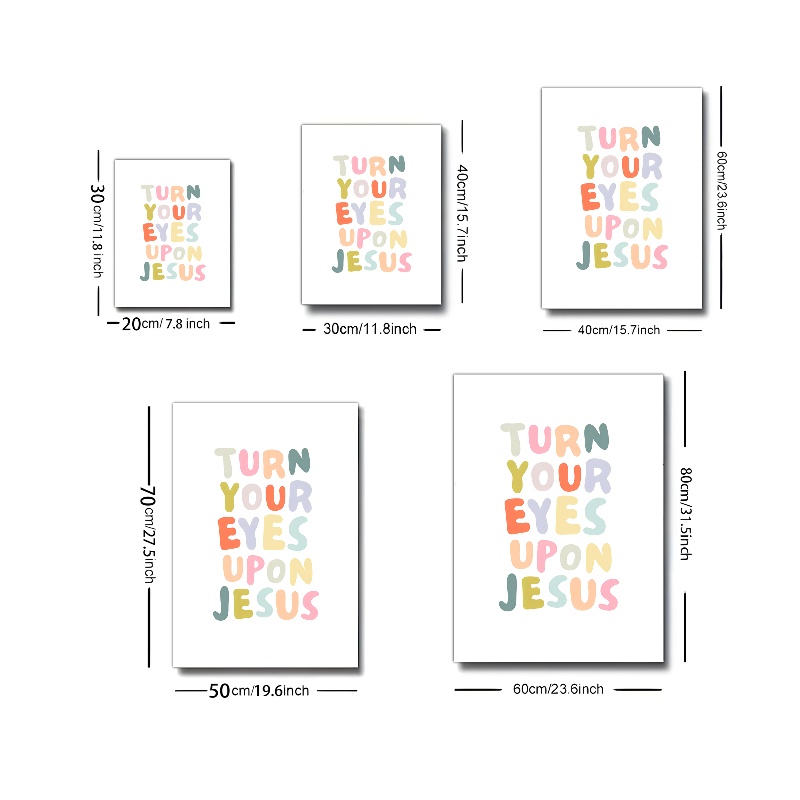 TURN
YOUR
EYES
UPON
JESUS
30cm/11.8 inch
20cm/7.8 inch
TURN
YOUR
EYES
UPON
JESUS
40cm/15.7inch
30cm/11.8inch
TURN
YOUR
EYES
UPON
JESUS
60cm/23.6inch
40cm/15.7inch
TURN
YOUR
EYES
UPON
JESUS
70cm/27.5inch
50cm/19.6inch
TURN
YOUR
EYES
UPON
JESUS
80cm/31.5inch
60cm/23.6inch